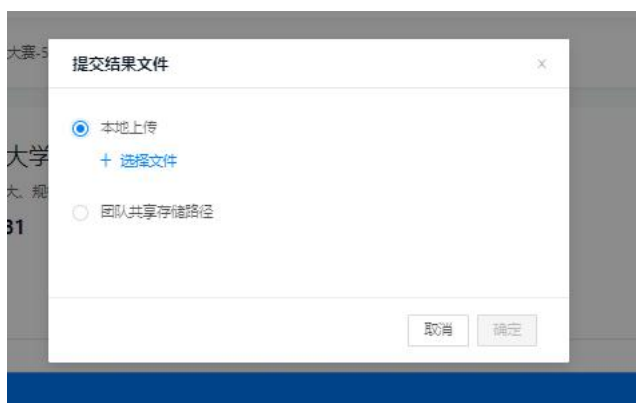 大赛-5
提交结果文件
本地上传
+ 选择文件
大学
大、规
团队共享存储路径
31
取消 确定